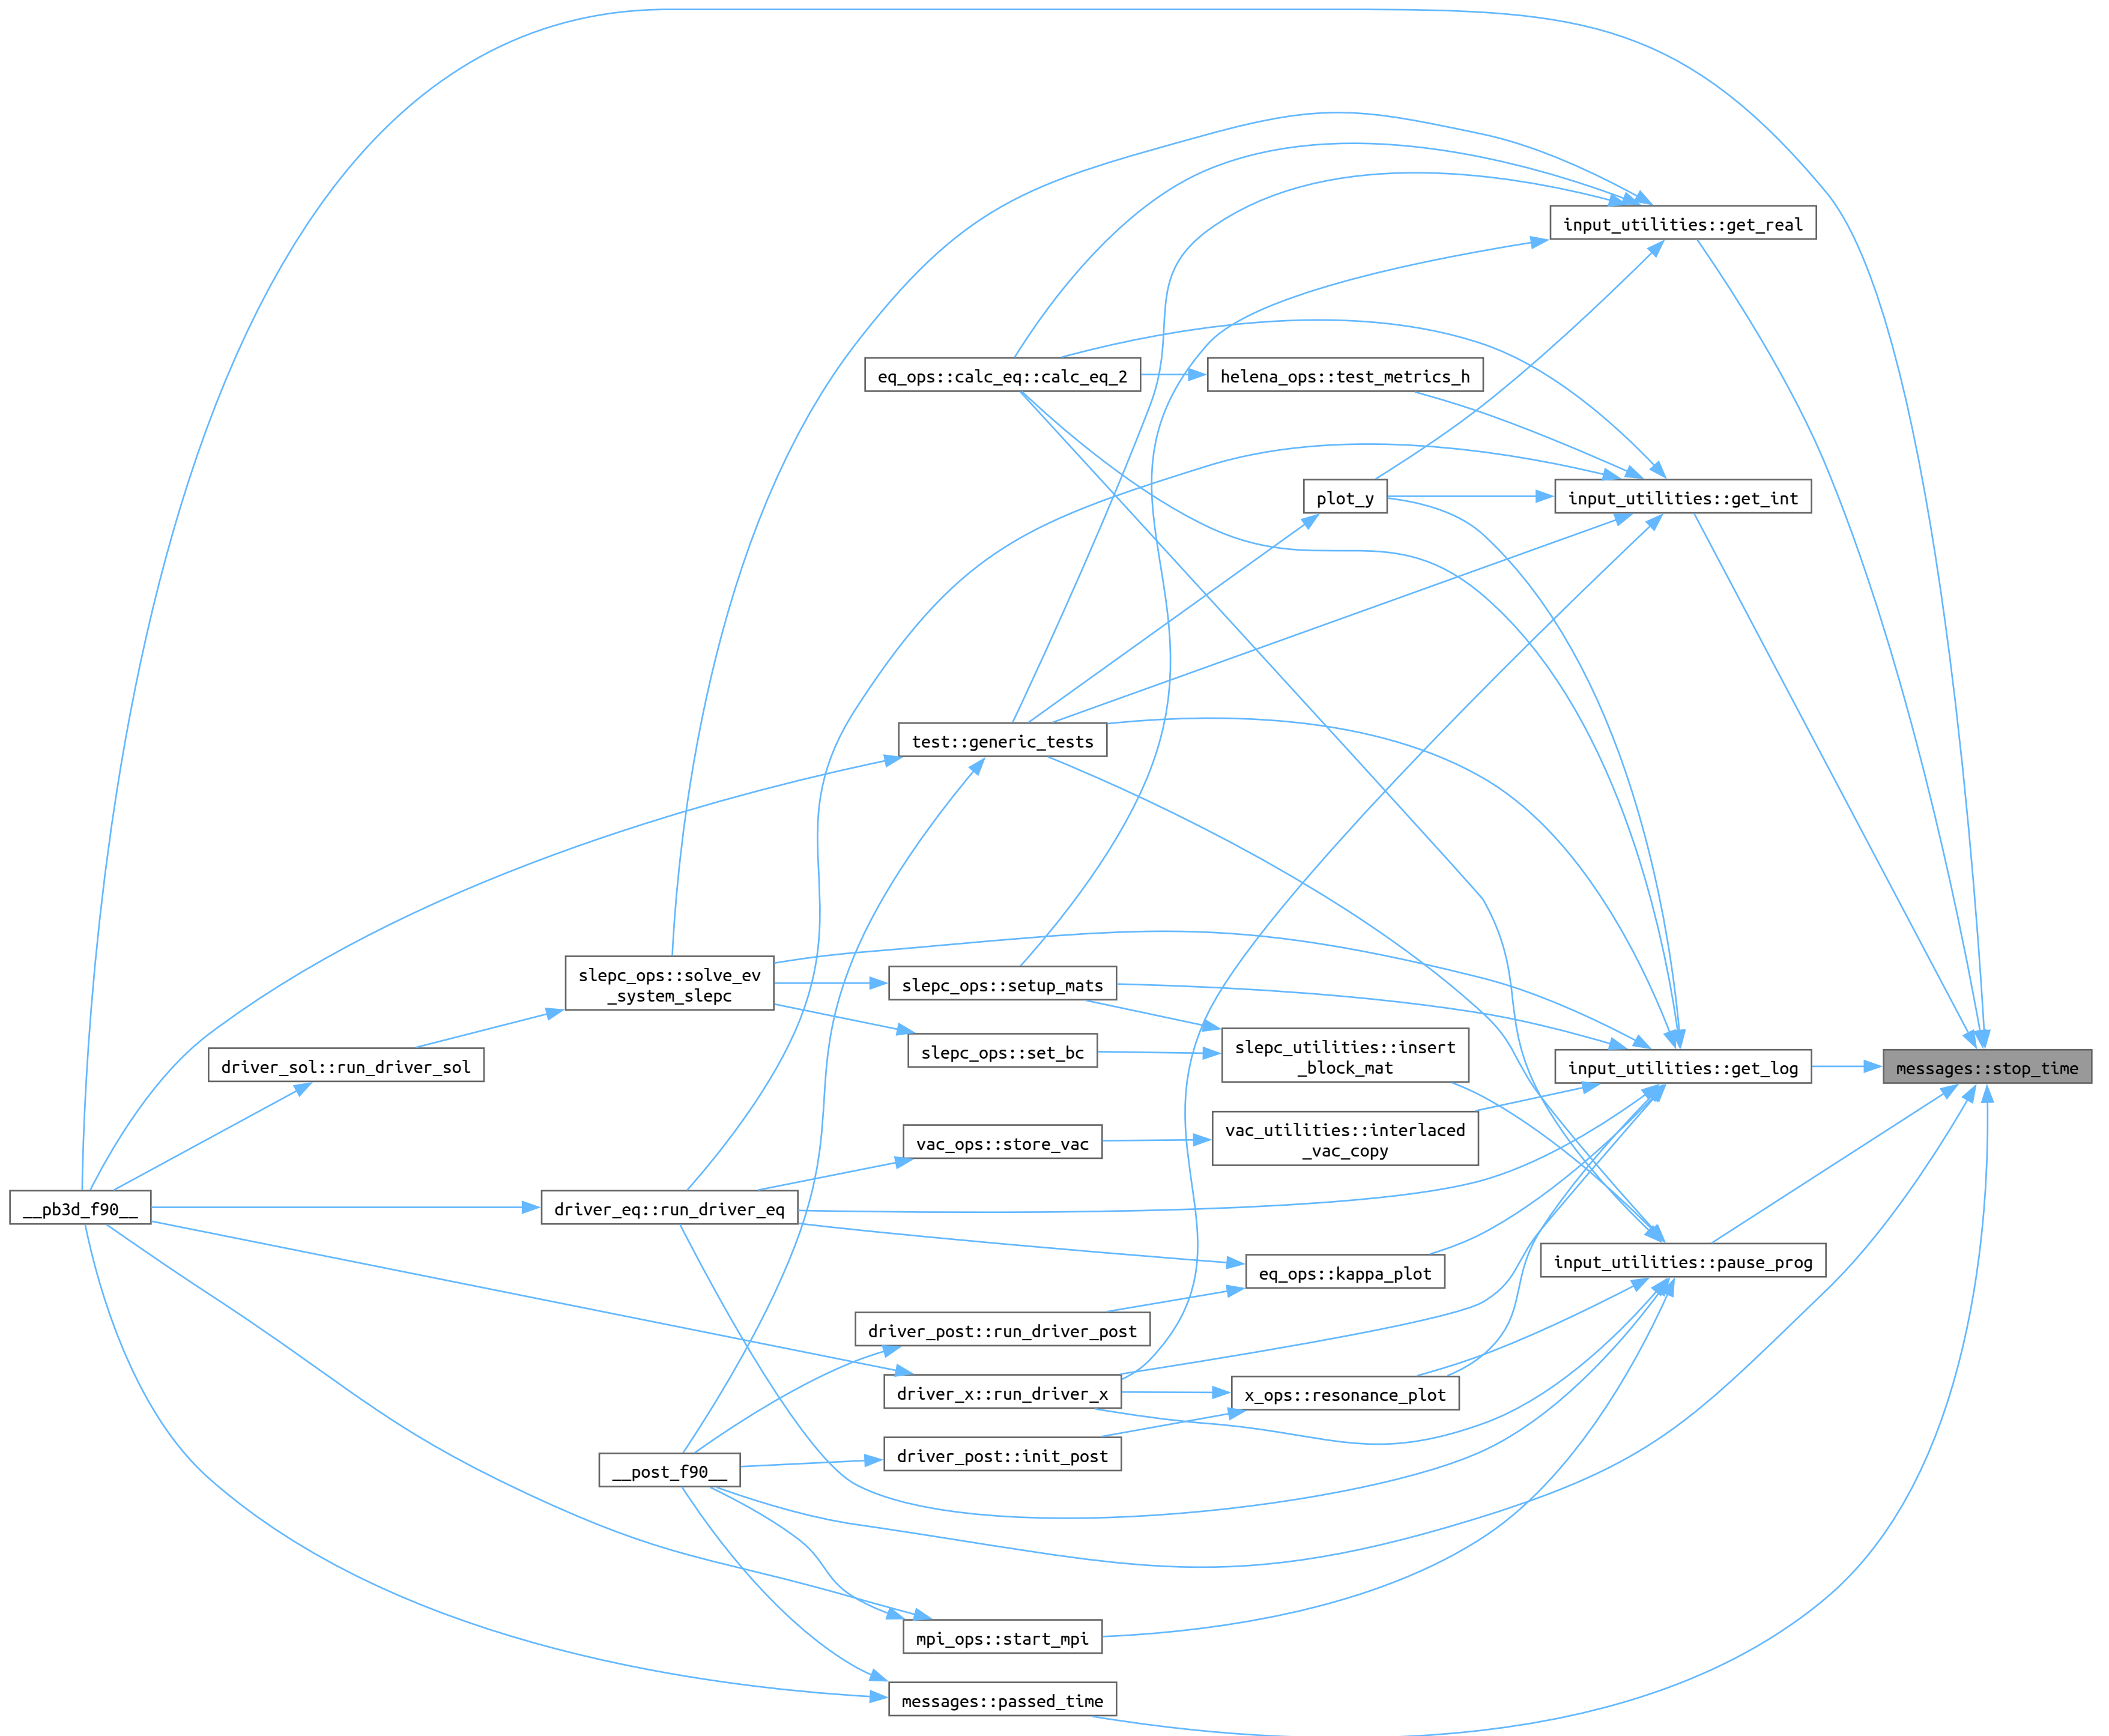 input_utilities::get_real
eq_ops::calc_eq::calc_eq_2
helena_ops::test_metrics_h
plot_y
input_utilities::get_int
test::generic_tests
slepc_ops::solve_ev
_system_slepc
slepc_ops::setup_mats
slepc_ops::set_bc
slepc_utilities::insert
_block_mat
input_utilities::get_log
messages::stop_time
driver_sol::run_driver_sol
vac_ops::store_vac
vac_utilities::interlaced
_vac_copy
__pb3d_f90__
driver_eq::run_driver_eq
eq_ops::kappa_plot
input_utilities::pause_prog
driver_post::run_driver_post
driver_x::run_driver_x
x_ops::resonance_plot
driver_post::init_post
__post_f90__
mpi_ops::start_mpi
messages::passed_time